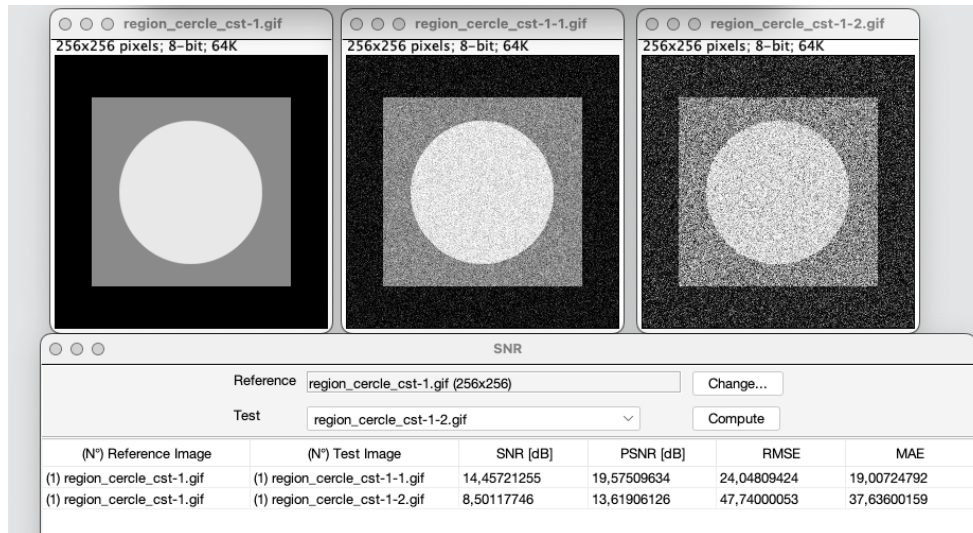 region_cercle_cst-1.gif
256x256 pixels; 8-bit; 64K
region_cercle_cst-1-1.gif
256x256 pixels; 8-bit; 64K
region_cercle_cst-1-2.gif
256x256 pixels; 8-bit; 64K
SNR
Reference region_cercle_cst-1.gif (256x256) Change...
Test region_cercle_cst-1-2.gif Compute
(N°) Reference Image (N°) Test Image SNR [dB] PSNR [dB] RMSE MAE
(1) region_cercle_cst-1.gif (1) region_cercle_cst-1-1.gif 14,45721255 19,57509634 24,04809424 19,00724792
(1) region_cercle_cst-1.gif (1) region_cercle_cst-1-2.gif 8,50117746 13,61906126 47,74000053 37,63600159